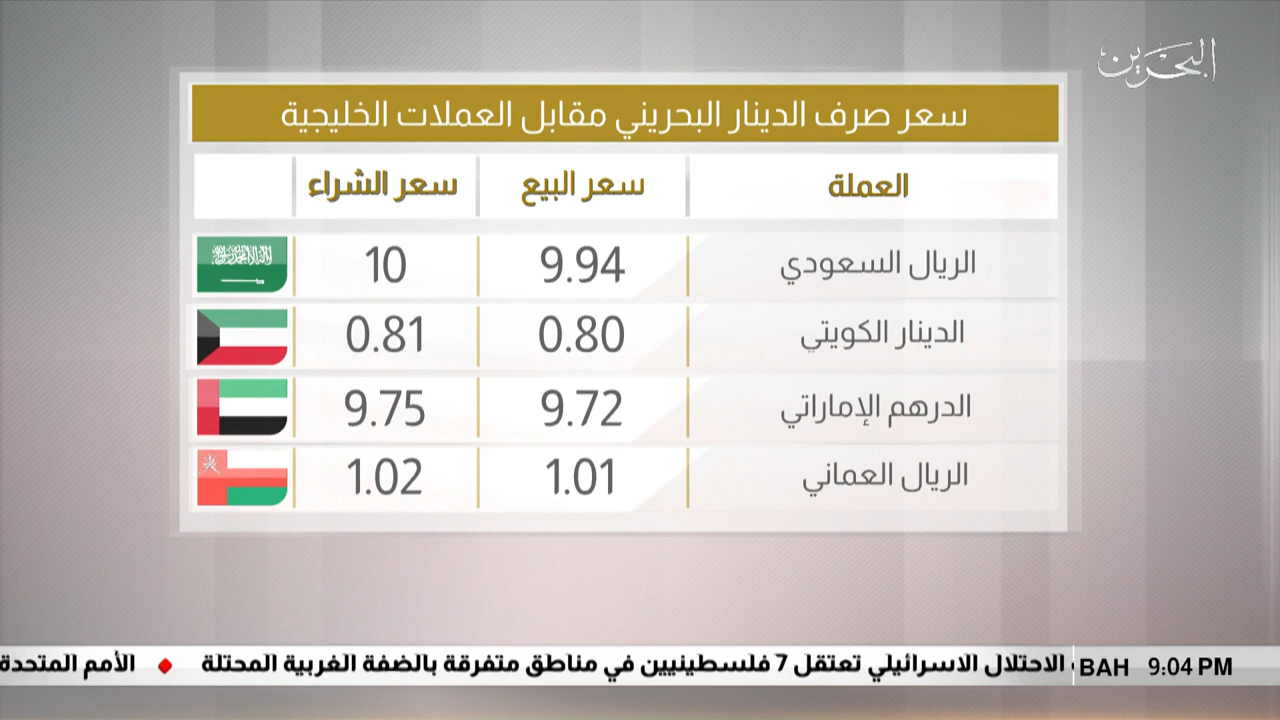 البحرين
سعر صرف الدينار البحريني مقابل العملات الخليجية
العملة سعر البيع سعر الشراء
الريال السعودي 9.94 10
الدينار الكويتي 0.80 0.81
الدرهم الإماراتي 9.72 9.75
الريال العماني 1.01 1.02
BAH 9:04 PM
الاحتلال الاسرائيلي تعتقل 7 فلسطينيين في مناطق متفرقة بالضفة الغربية المحتلة ♦ الأمم المتحدة